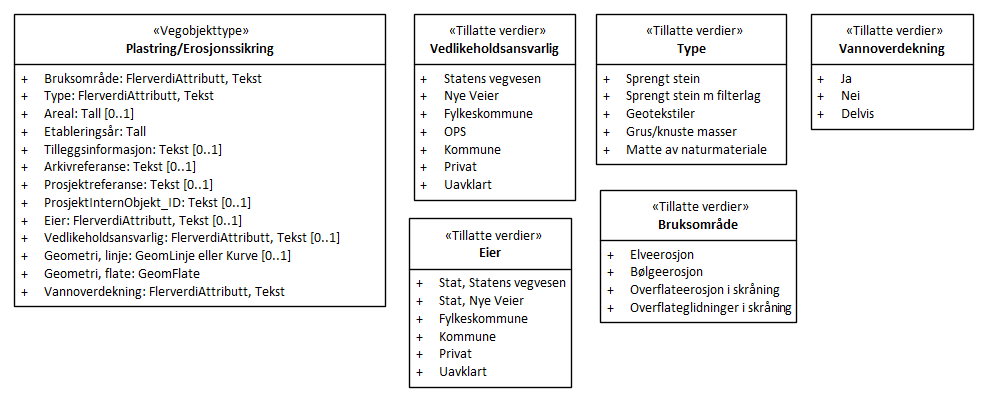 «Vegobjekttype»
Plastring/Erosjonssikring
+ Bruksområde: FlerverdiAttributt, Tekst
+ Type: FlerverdiAttributt, Tekst
+ Areal: Tall [0..1]
+ Etableringsår: Tall
+ Tilleggsinformasjon: Tekst [0..1]
+ Arkivreferanse: Tekst [0..1]
+ Prosjektreferanse: Tekst [0..1]
+ ProsjektInternObjekt_ID: Tekst [0..1]
+ Eier: FlerverdiAttributt, Tekst [0..1]
+ Vedlikeholdsansvarlig: FlerverdiAttributt, Tekst [0..1]
+ Geometri, linje: GeomLinje eller Kurve [0..1]
+ Geometri, flate: GeomFlate
+ Vannoverdekning: FlerverdiAttributt, Tekst
«Tillatte verdier»
Vedlikeholdsansvarlig
+ Statens vegvesen
+ Nye Veier
+ Fylkeskommune
+ OPS
+ Kommune
+ Privat
+ Uavklart
«Tillatte verdier»
Eier
+ Stat, Statens vegvesen
+ Stat, Nye Veier
+ Fylkeskommune
+ Kommune
+ Privat
+ Uavklart
«Tillatte verdier»
Type
+ Sprengt stein
+ Sprengt stein m filterlag
+ Geotekstiler
+ Grus/knuste masser
+ Matte av naturmateriale
«Tillatte verdier»
Bruksområde
+ Elveerosjon
+ Bølgeerosjon
+ Overflateerosjon i skråning
+ Overflateglidninger i skråning
«Tillatte verdier»
Vannoverdekning
+ Ja
+ Nei
+ Delvis